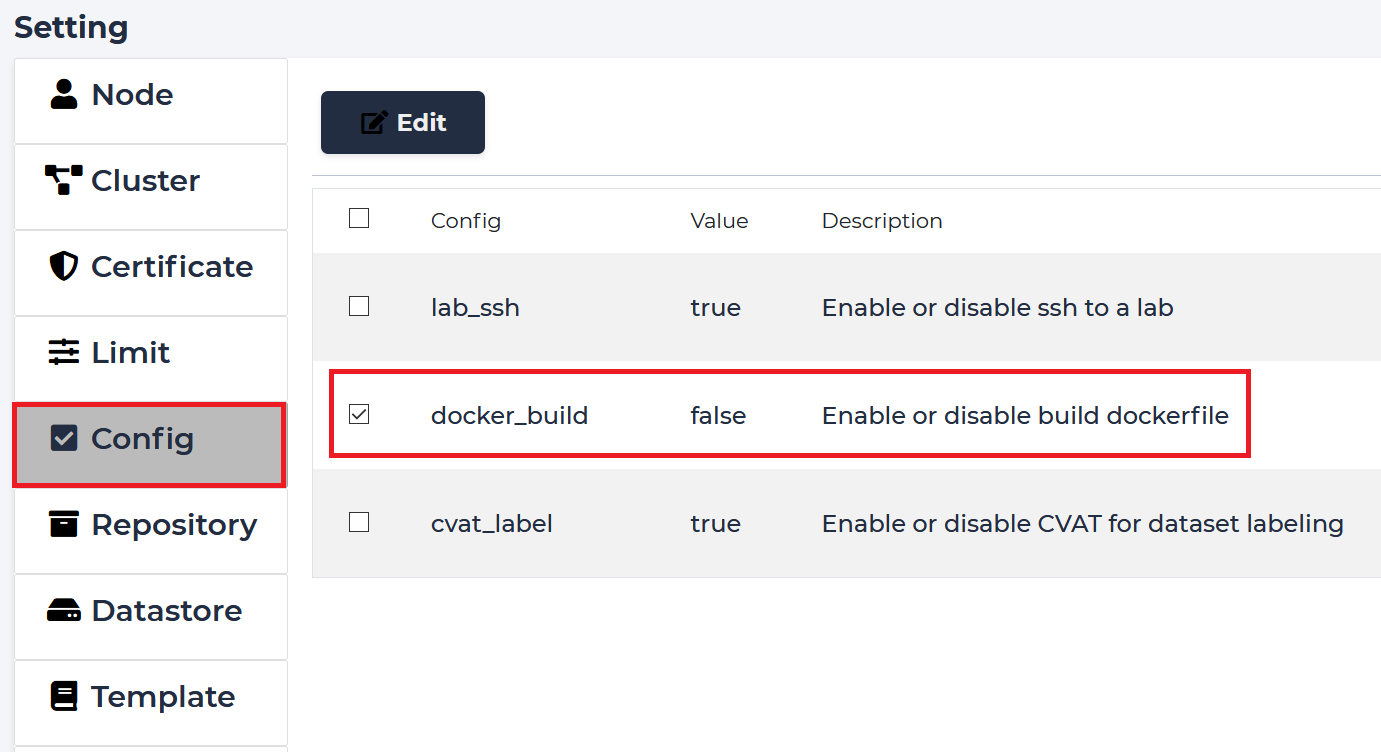 Setting
Node
Cluster
Certificate
Limit
Config
Repository
Datastore
Template
Edit
Config Value Description
lab_ssh true Enable or disable ssh to a lab
docker_build false Enable or disable build dockerfile
cvat_label true Enable or disable CVAT for dataset labeling